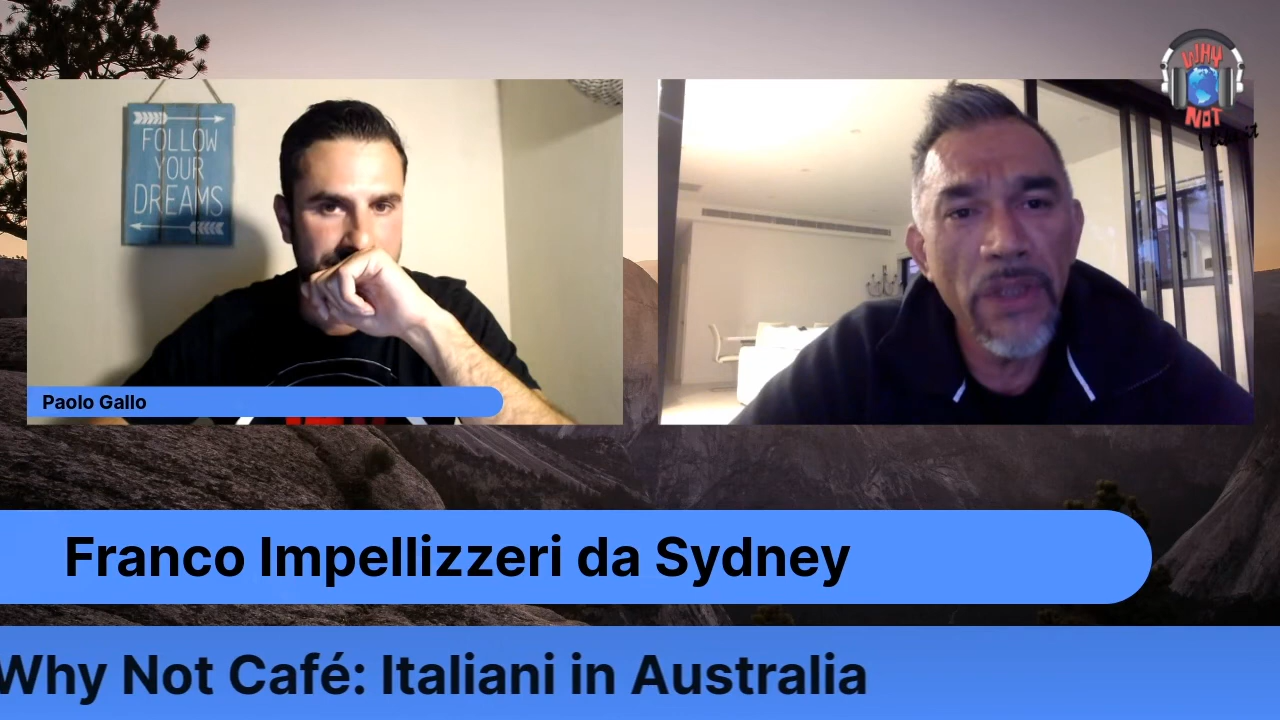 FOLLOW
YOUR
DREAMS
WHY
NOT
Paolo Gallo
Franco Impellizzeri da Sydney
Why Not Café: Italiani in Australia